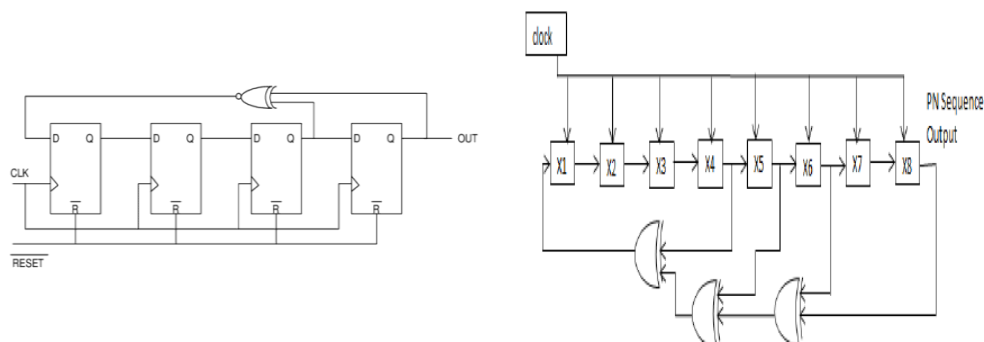 D Q
D Q
D Q
D Q
OUT
CLK
R
R
R
R
RESET
clock
PN Sequence
Output
X1
X2
X3
X4
X5
X6
X7
X8